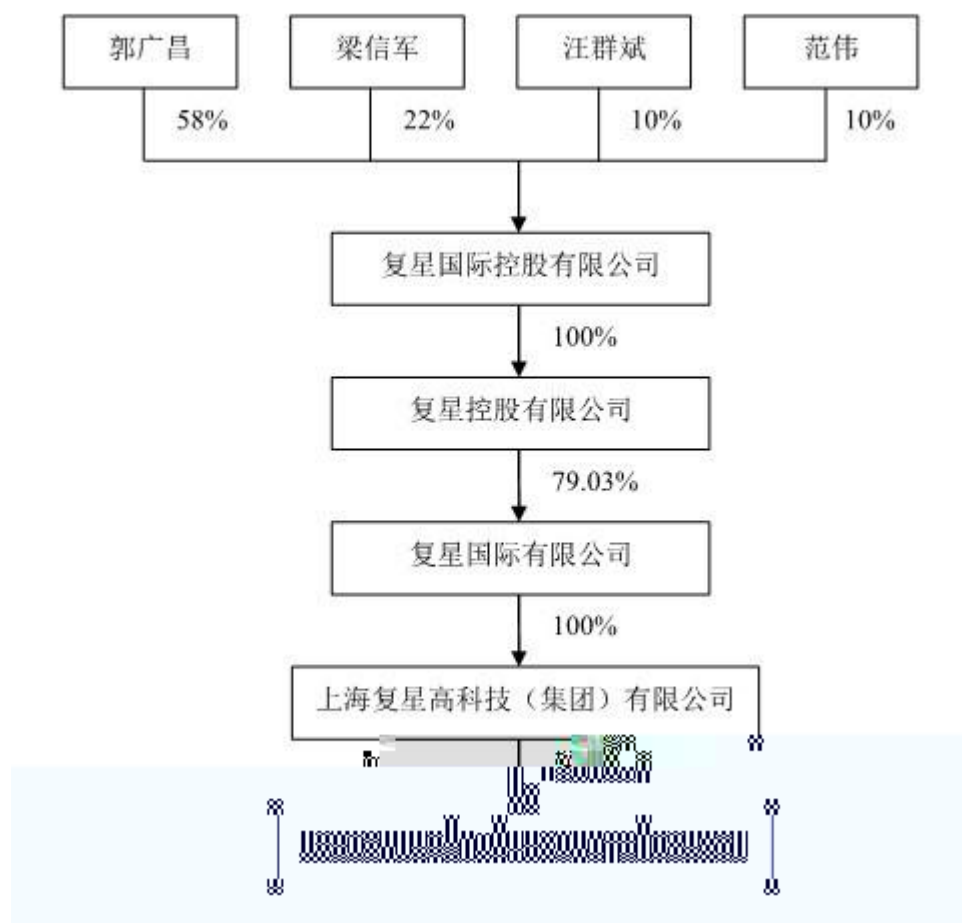 郭广昌 梁信军 汪群斌 范伟
58% 22% 10% 10%
复星国际控股有限公司
100%
复星控股有限公司
79.03%
复星国际有限公司
100%
上海复星高科技（集团）有限公司